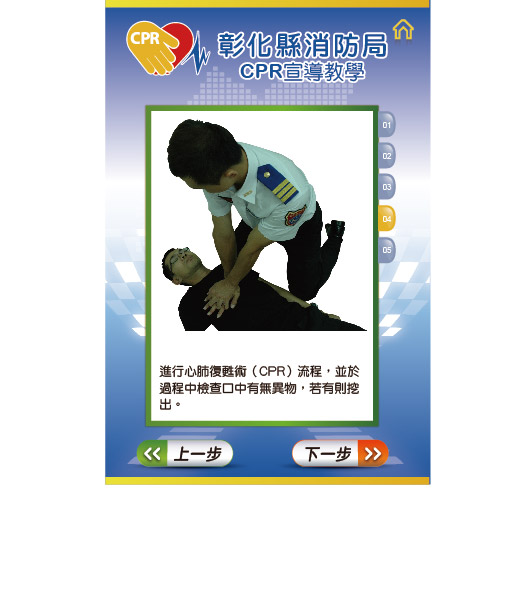 CPR
彰化縣消防局
CPR宣導教學
01
02
03
04
05
進行心肺復甦術（CPR）流程，並於
過程中檢查口中有無異物，若有則挖
出。
上一步
下一步